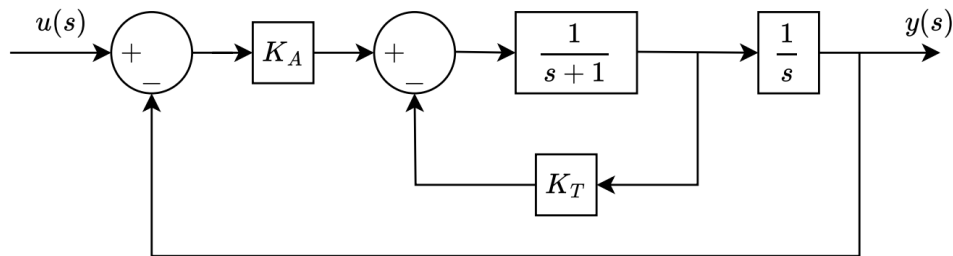 u(s)
+
−
K_A
+
−
1/(s + 1)
1/s
y(s)
K_T